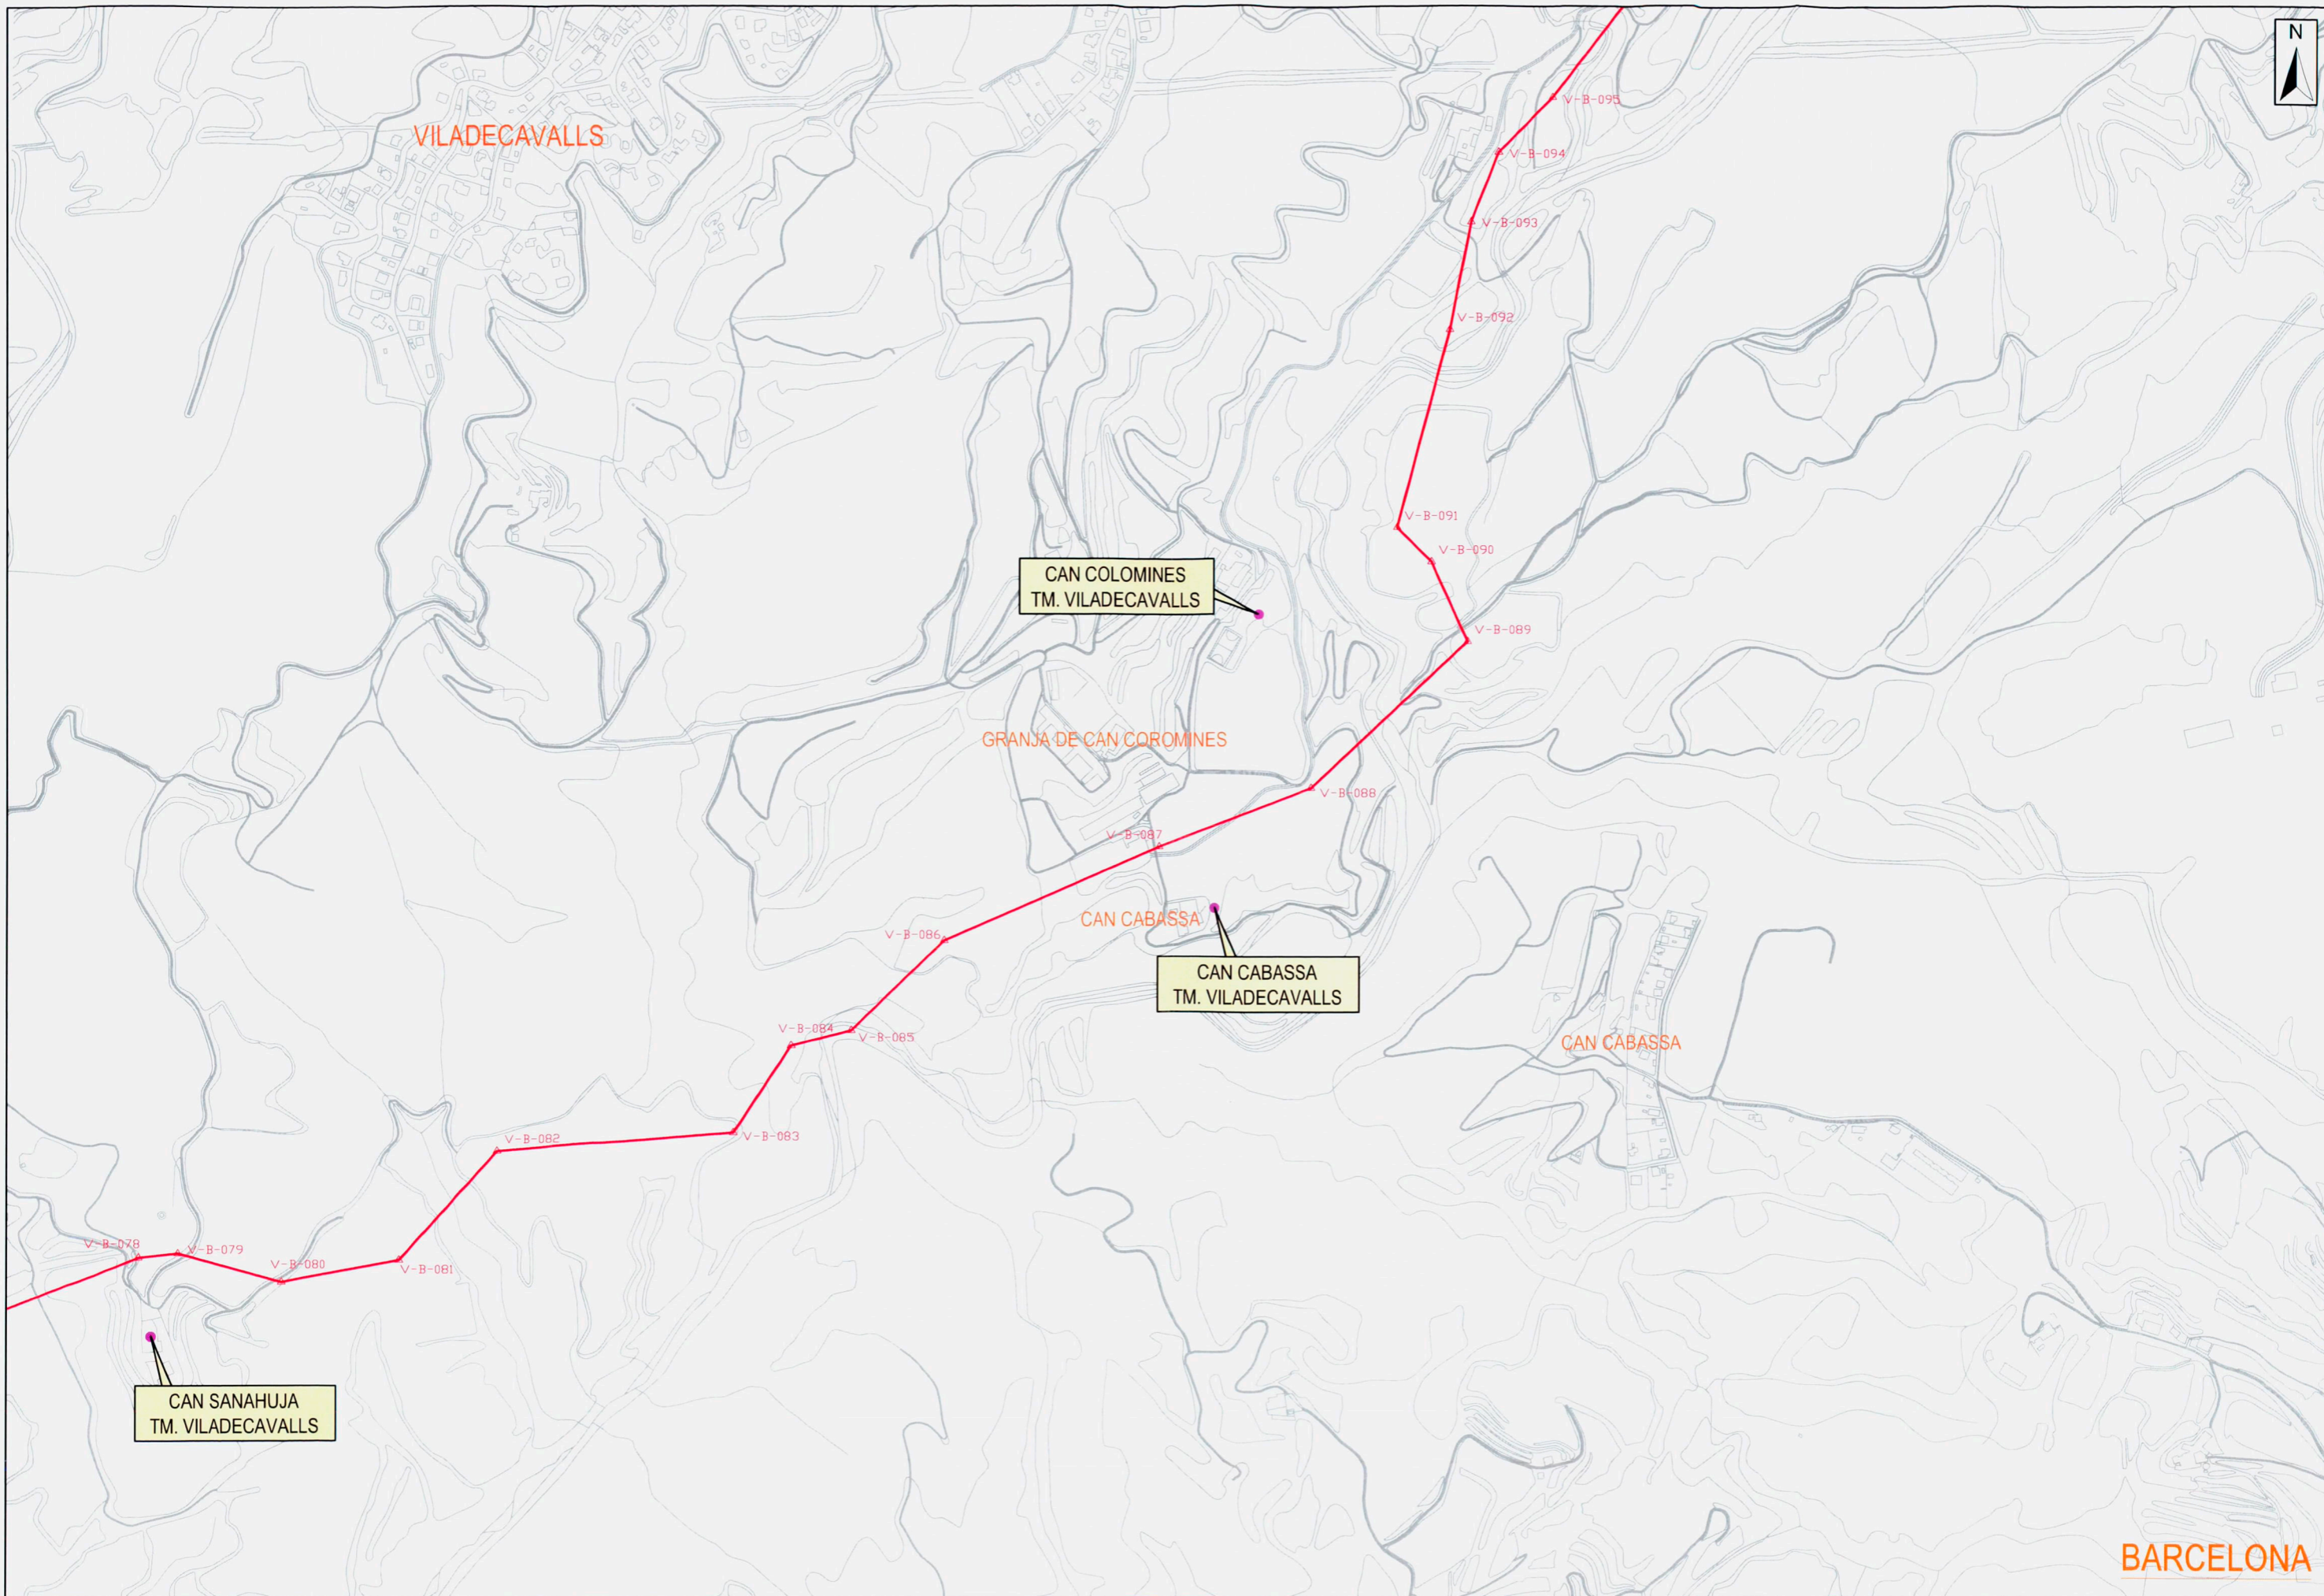 N
VILADECAVALLS
V-B-095
V-B-094
V-B-093
V-B-092
V-B-091
V-B-090
CAN COLOMINES
TM. VILADECAVALLS
V-B-089
GRANJA DE CAN COROMINES
V-B-088
V-B-087
CAN CABASSA
V-B-086
CAN CABASSA
TM. VILADECAVALLS
V-B-084
V-B-085
CAN CABASSA
V-B-083
V-B-082
V-B-078
V-B-079
V-B-080
V-B-081
CAN SANAHUJA
TM. VILADECAVALLS
BARCELONA